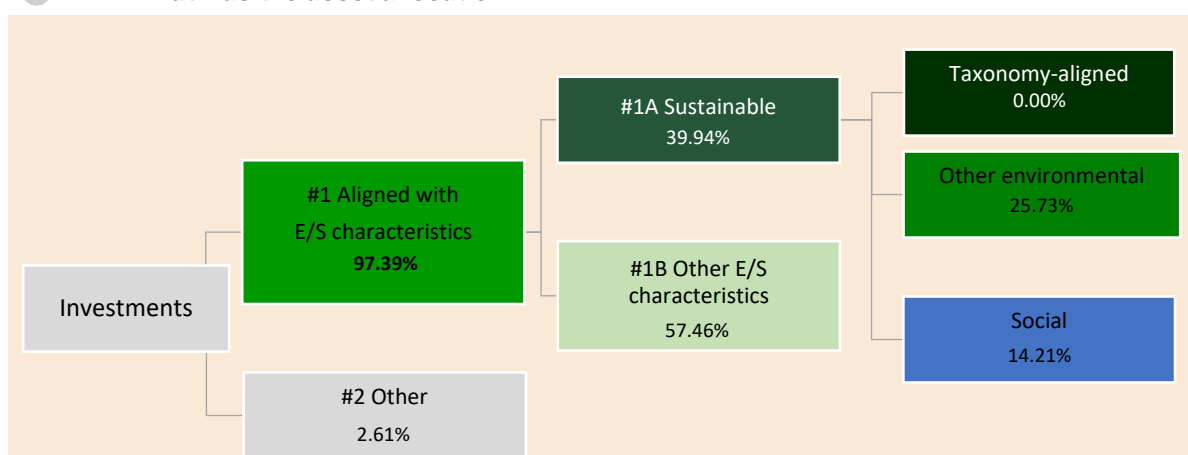 Taxonomy-aligned
0.00%
#1A Sustainable
39.94%
Other environmental
25.73%
#1 Aligned with
E/S characteristics
97.39%
#1B Other E/S
characteristics
57.46%
Investments
Social
14.21%
#2 Other
2.61%